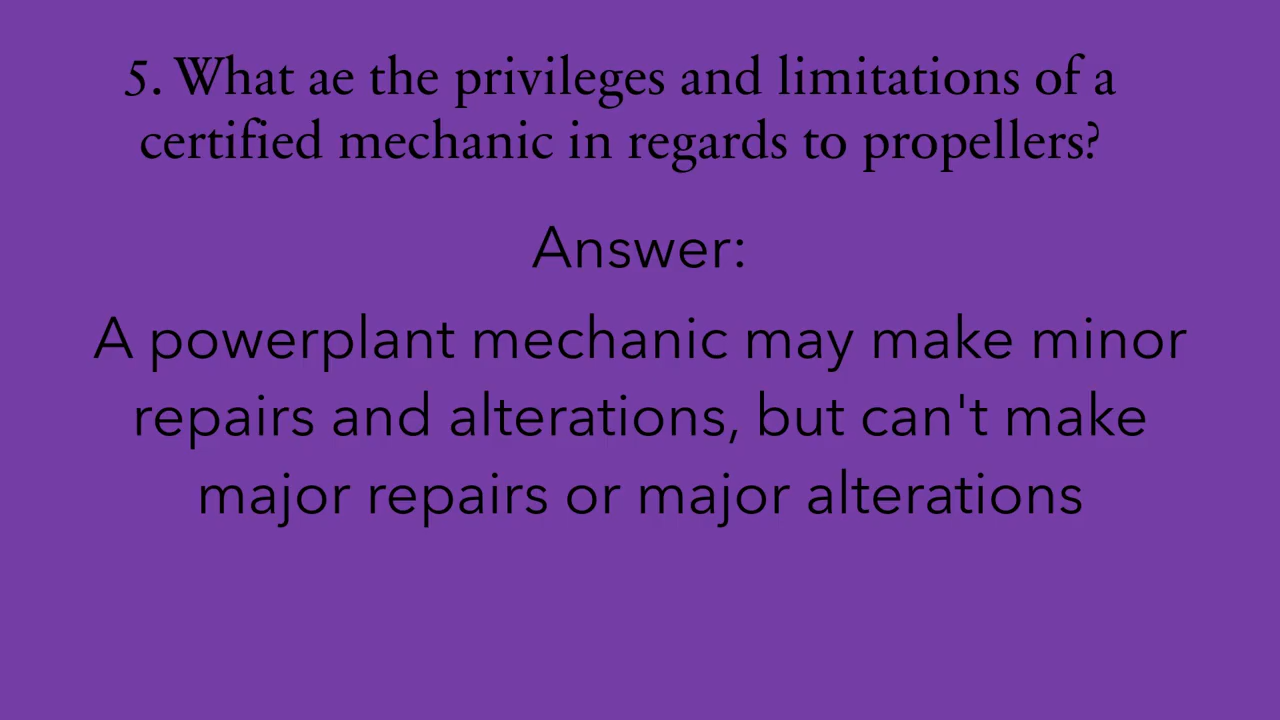 5. What ae the privileges and limitations of a
certified mechanic in regards to propellers?
Answer:
A powerplant mechanic may make minor
repairs and alterations, but can't make
major repairs or major alterations